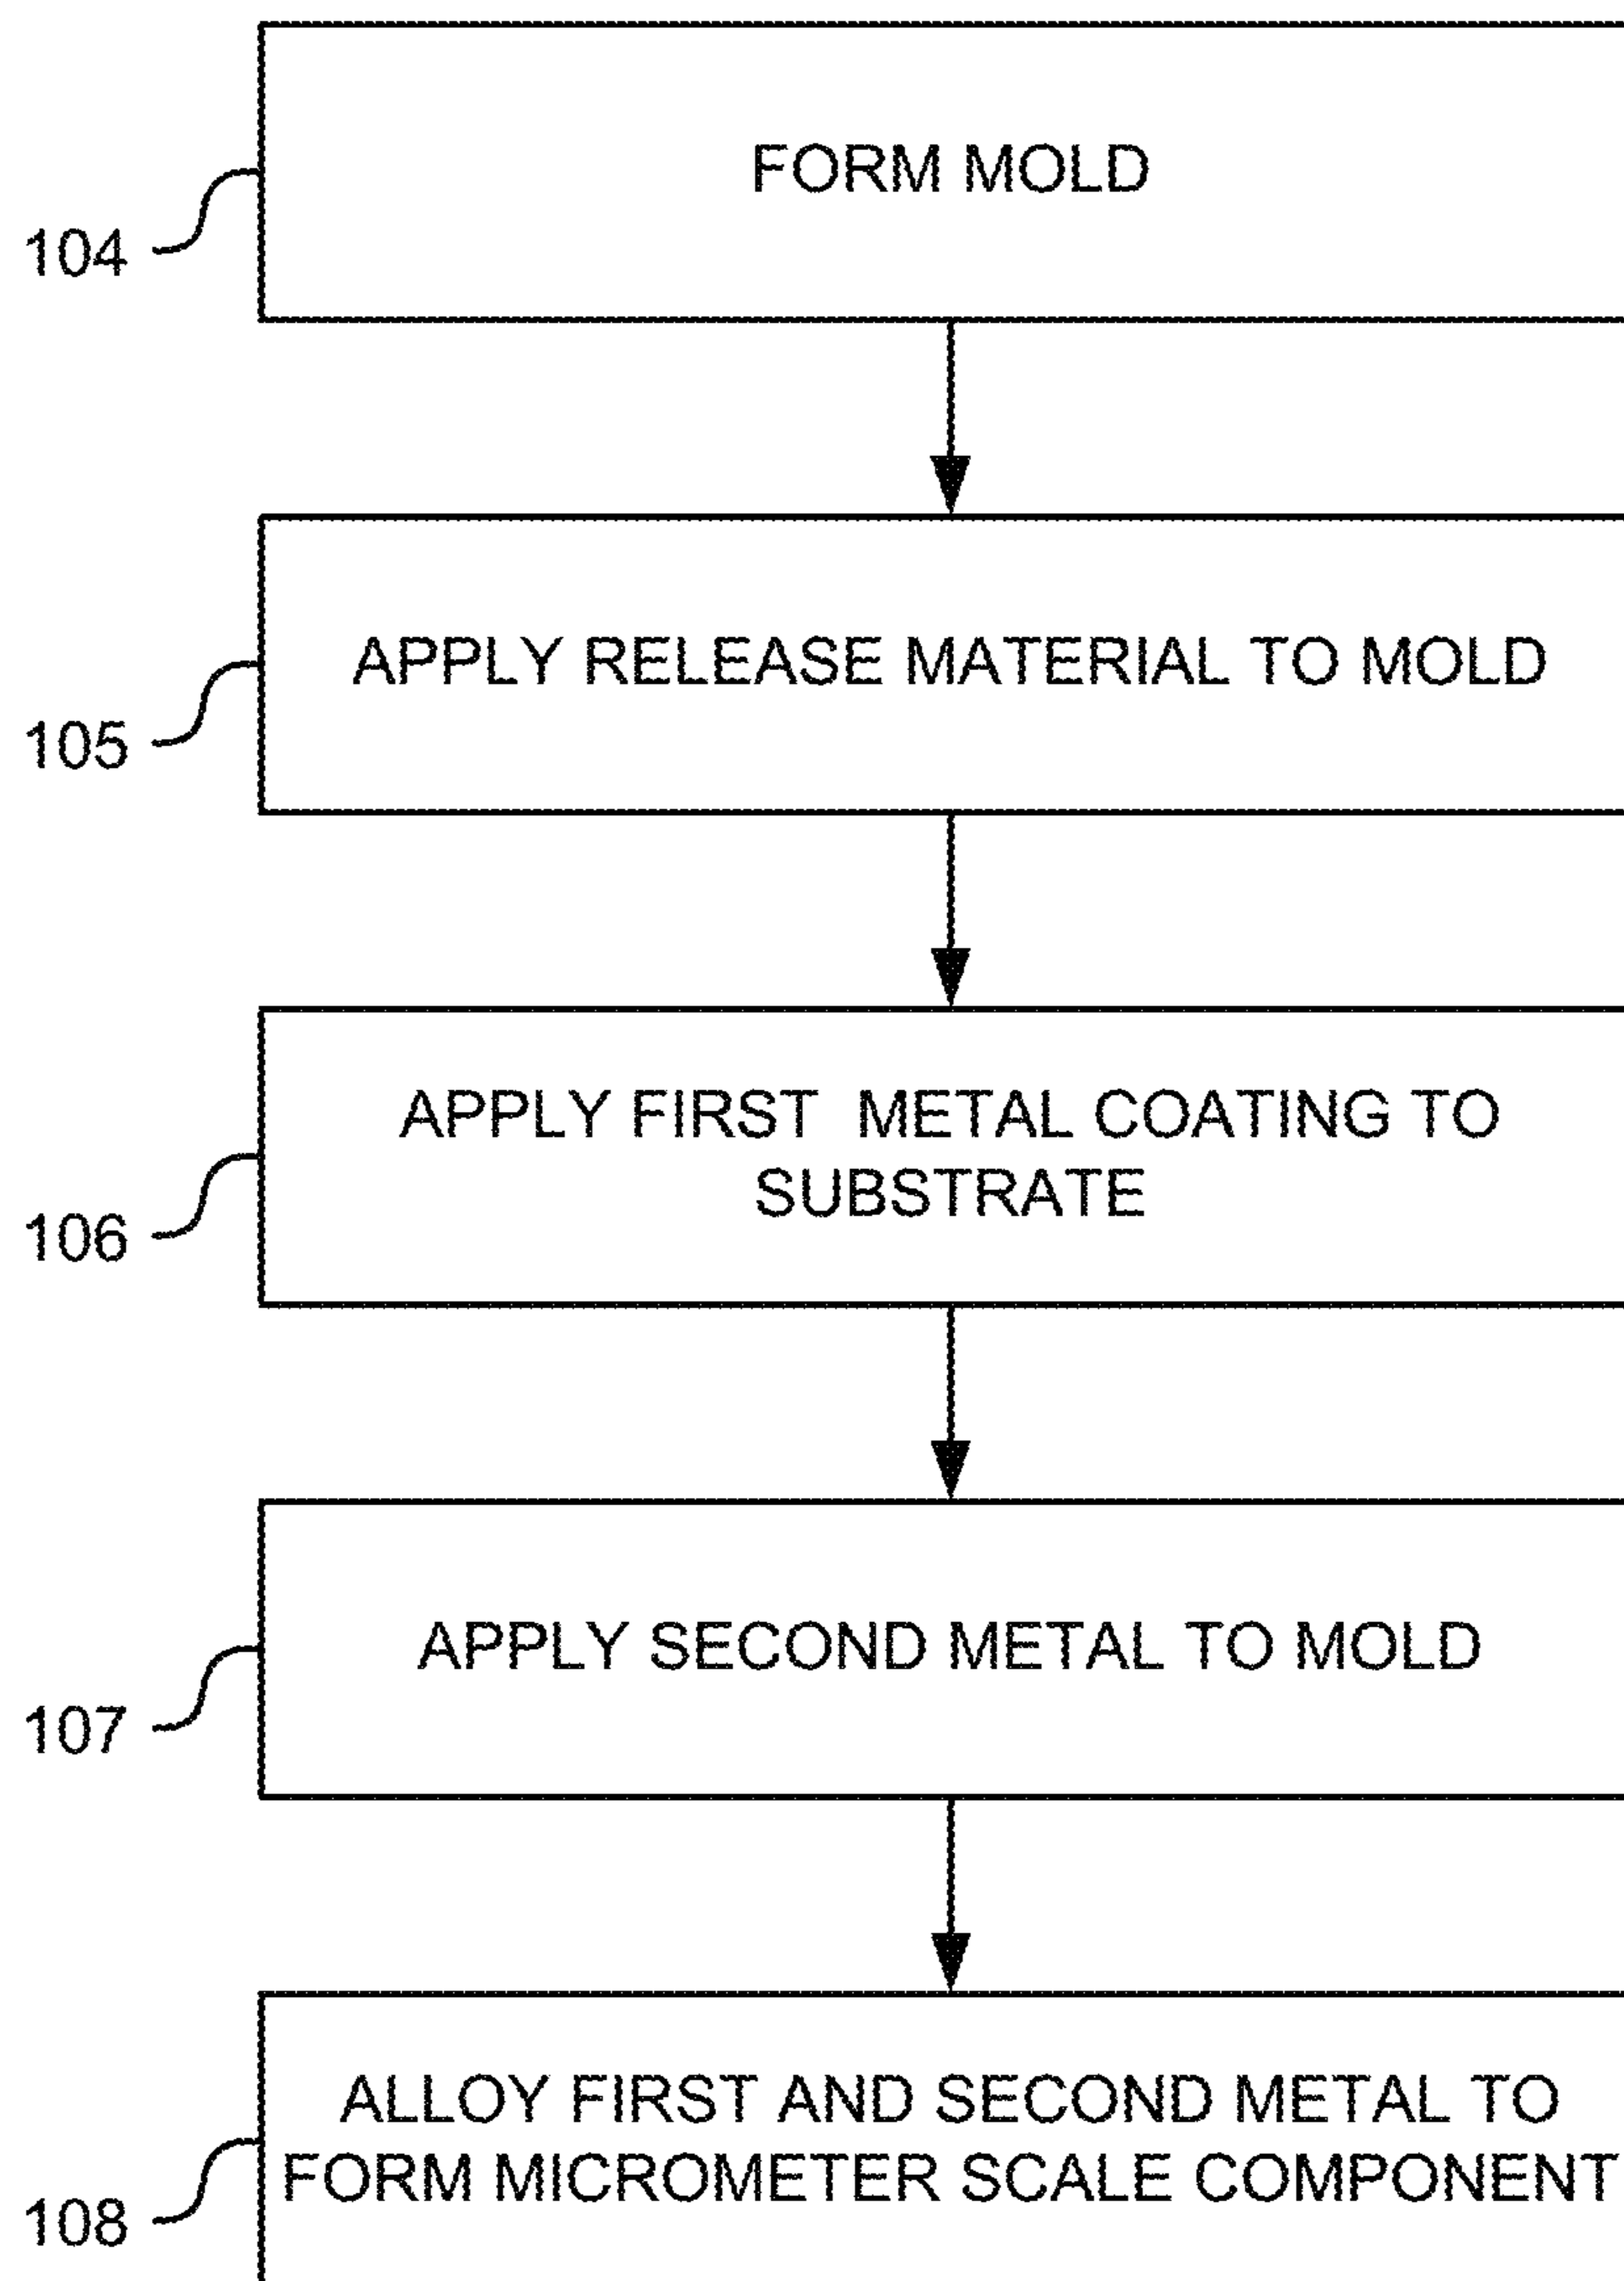 FORM MOLD
104
APPLY RELEASE MATERIAL TO MOLD
105
APPLY FIRST  METAL COATING TO
SUBSTRATE
106
APPLY SECOND METAL TO MOLD
107
ALLOY FIRST AND SECOND METAL TO
FORM MICROMETER SCALE COMPONENT
108